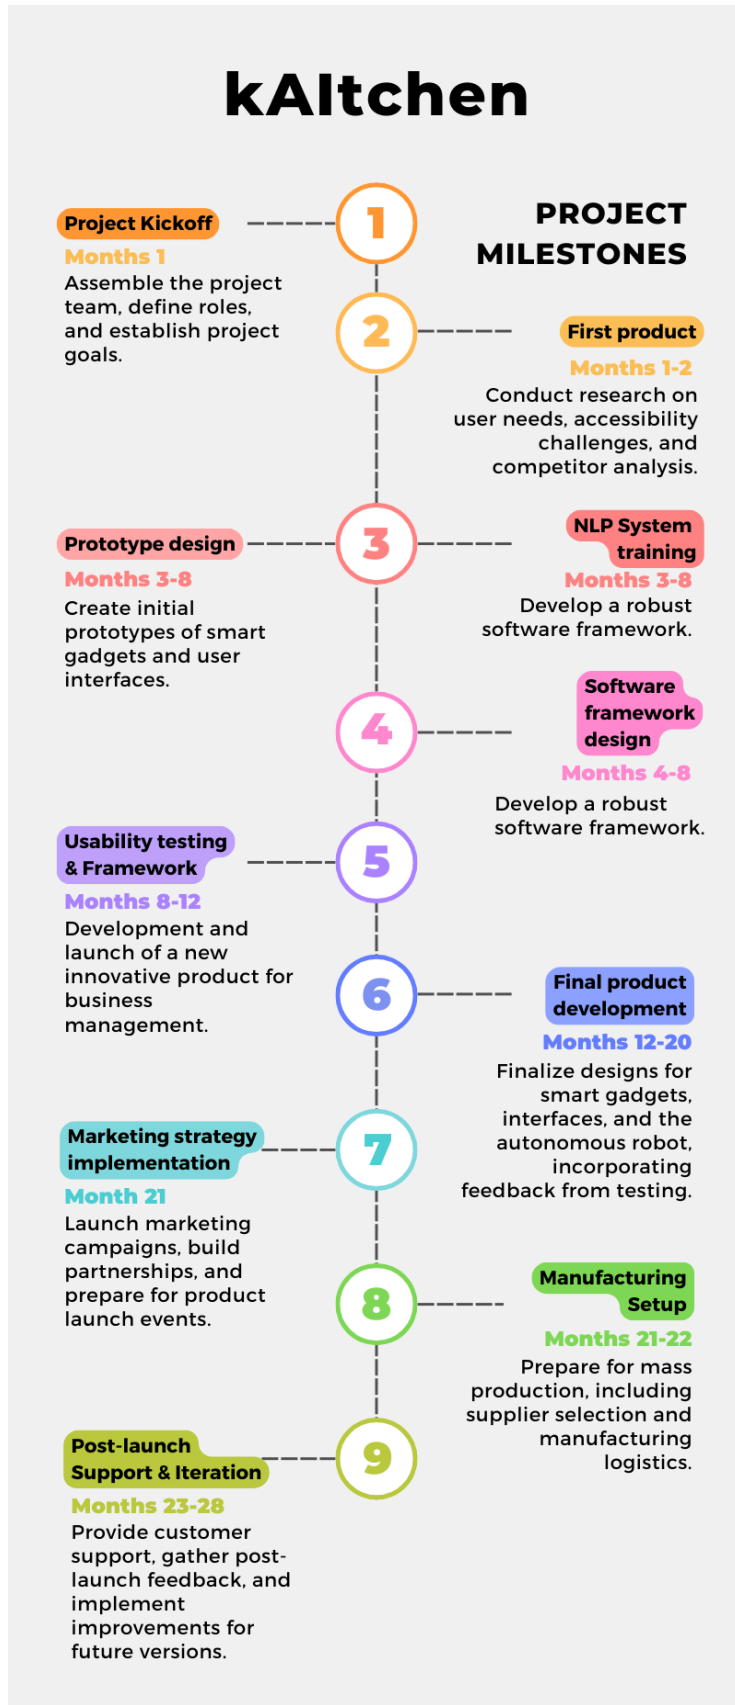 kAItchen
PROJECT
MILESTONES
1
Project Kickoff
Months 1
Assemble the project
team, define roles,
and establish project
goals.
2
First product
Months 1-2
Conduct research on
user needs, accessibility
challenges, and
competitor analysis.
3
Prototype design
Months 3-8
Create initial
prototypes of smart
gadgets and user
interfaces.
NLP System
training
Months 3-8
Develop a robust
software framework.
4
Software
framework
design
Months 4-8
Develop a robust
software framework.
5
Usability testing
& Framework
Months 8-12
Development and
launch of a new
innovative product for
business
management.
6
Final product
development
Months 12-20
Finalize designs for
smart gadgets,
interfaces, and the
autonomous robot,
incorporating
feedback from testing.
7
Marketing strategy
implementation
Month 21
Launch marketing
campaigns, build
partnerships, and
prepare for product
launch events.
8
Manufacturing
Setup
Months 21-22
Prepare for mass
production, including
supplier selection and
manufacturing
logistics.
9
Post-launch
Support & Iteration
Months 23-28
Provide customer
support, gather post-
launch feedback, and
implement
improvements for
future versions.